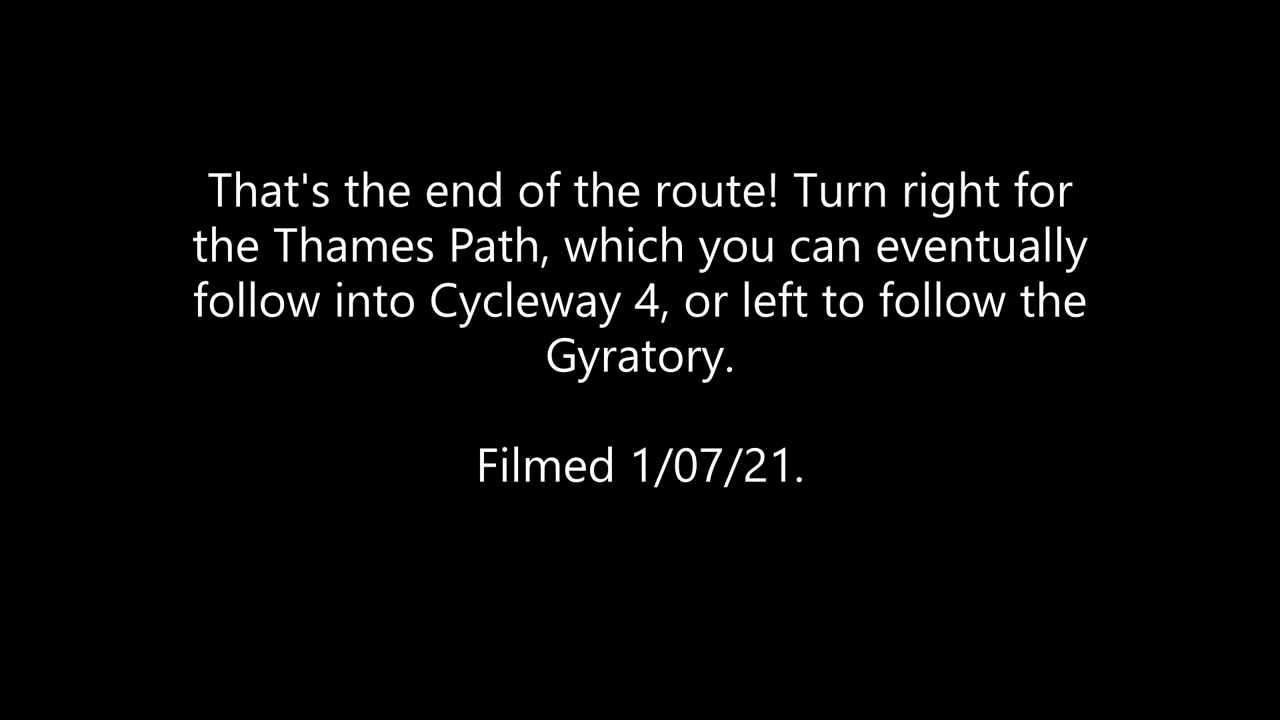 That's the end of the route! Turn right for
the Thames Path, which you can eventually
follow into Cycleway 4, or left to follow the
Gyratory.
Filmed 1/07/21.